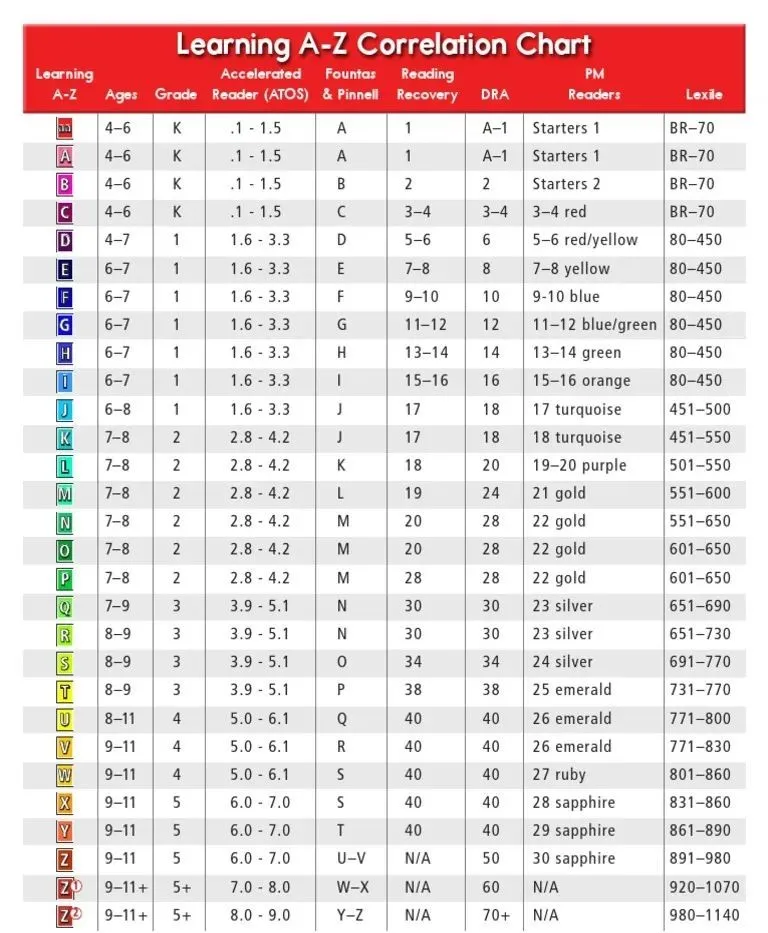 Learning A-Z Correlation Chart
Learning A-Z Ages Grade Accelerated Reader (ATOS) Fountas & Pinnell Reading Recovery DRA PM Readers Lexile
aa 4–6 K .1 - 1.5 A 1 A–1 Starters 1 BR–70
A 4–6 K .1 - 1.5 A 1 A–1 Starters 1 BR–70
B 4–6 K .1 - 1.5 B 2 2 Starters 2 BR–70
C 4–6 K .1 - 1.5 C 3–4 3–4 3–4 red BR–70
D 4–7 1 1.6 - 3.3 D 5–6 6 5–6 red/yellow 80–450
E 6–7 1 1.6 - 3.3 E 7–8 8 7–8 yellow 80–450
F 6–7 1 1.6 - 3.3 F 9–10 10 9-10 blue 80–450
G 6–7 1 1.6 - 3.3 G 11–12 12 11–12 blue/green 80–450
H 6–7 1 1.6 - 3.3 H 13–14 14 13–14 green 80–450
I 6–7 1 1.6 - 3.3 I 15–16 16 15–16 orange 80–450
J 6–8 1 1.6 - 3.3 J 17 18 17 turquoise 451–500
K 7–8 2 2.8 - 4.2 J 17 18 18 turquoise 451–550
L 7–8 2 2.8 - 4.2 K 18 20 19–20 purple 501–550
M 7–8 2 2.8 - 4.2 L 19 24 21 gold 551–600
N 7–8 2 2.8 - 4.2 M 20 28 22 gold 551–650
O 7–8 2 2.8 - 4.2 M 20 28 22 gold 601–650
P 7–8 2 2.8 - 4.2 M 28 28 22 gold 601–650
Q 7–9 3 3.9 - 5.1 N 30 30 23 silver 651–690
R 8–9 3 3.9 - 5.1 N 30 30 23 silver 651–730
S 8–9 3 3.9 - 5.1 O 34 34 24 silver 691–770
T 8–9 3 3.9 - 5.1 P 38 38 25 emerald 731–770
U 8–11 4 5.0 - 6.1 Q 40 40 26 emerald 771–800
V 9–11 4 5.0 - 6.1 R 40 40 26 emerald 771–830
W 9–11 4 5.0 - 6.1 S 40 40 27 ruby 801–860
X 9–11 5 6.0 - 7.0 S 40 40 28 sapphire 831–860
Y 9–11 5 6.0 - 7.0 T 40 40 29 sapphire 861–890
Z 9–11 5 6.0 - 7.0 U–V N/A 50 30 sapphire 891–980
Z① 9–11+ 5+ 7.0 - 8.0 W–X N/A 60 N/A 920–1070
Z② 9–11+ 5+ 8.0 - 9.0 Y–Z N/A 70+ N/A 980–1140